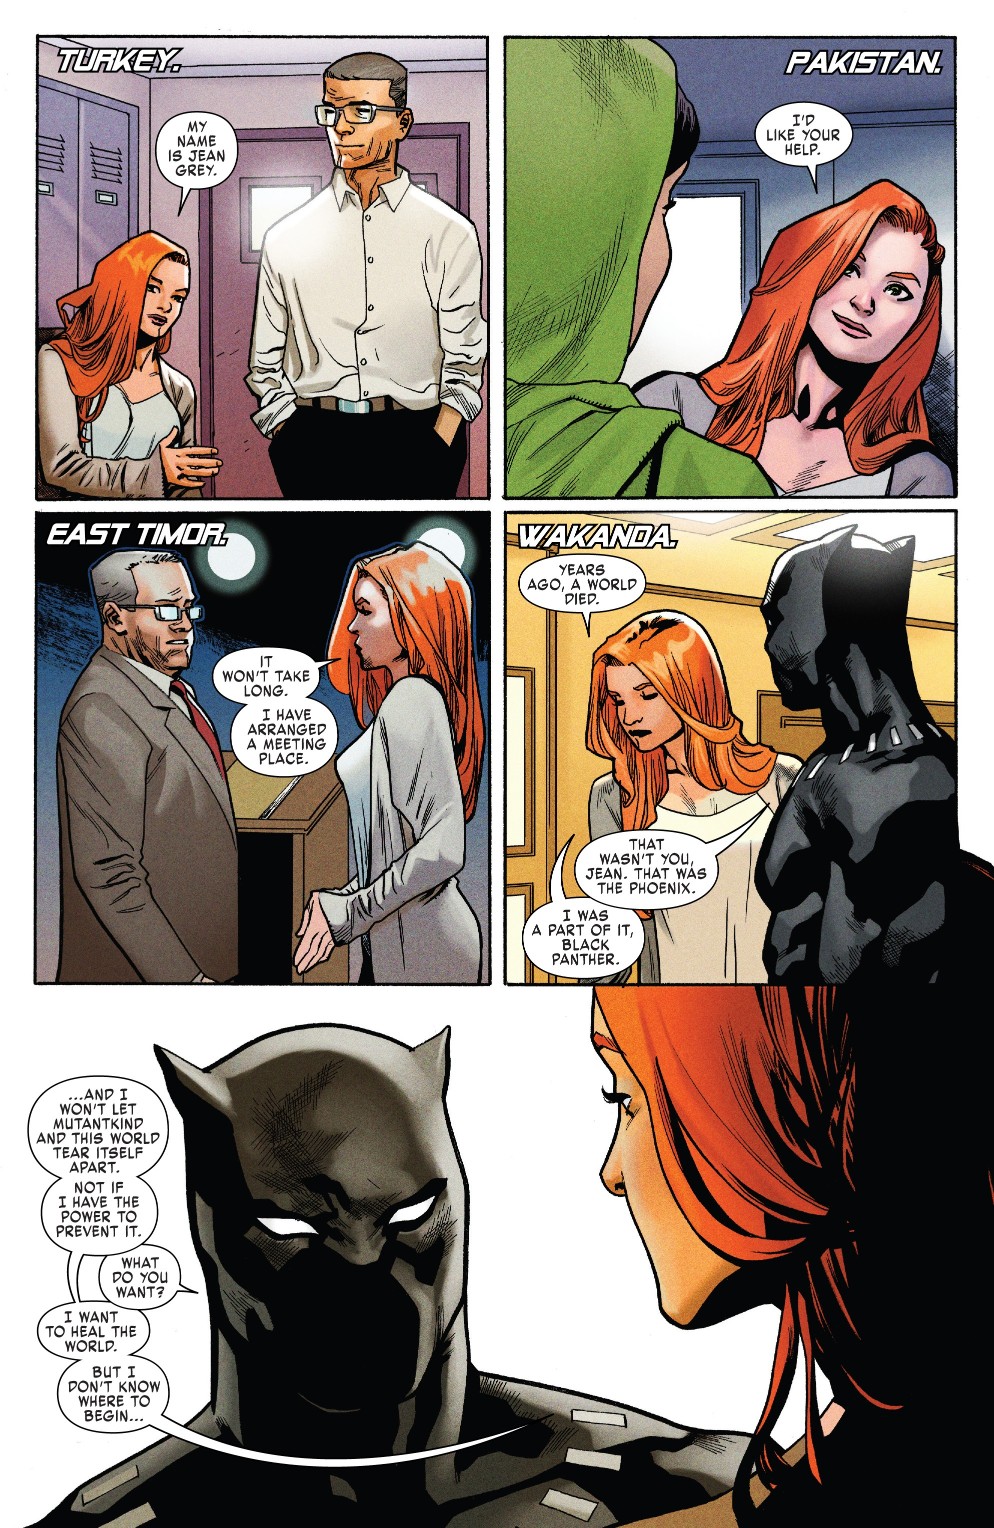 TURKEY.
MY
NAME
IS JEAN
GREY.
PAKISTAN.
I'D
LIKE YOUR
HELP.
EAST TIMOR.
IT
WON'T TAKE
LONG.
I HAVE
ARRANGED
A MEETING
PLACE.
WAKANDA.
YEARS
AGO, A WORLD
DIED.
THAT
WASN'T YOU,
JEAN. THAT WAS
THE PHOENIX.
I WAS
A PART OF IT,
BLACK
PANTHER.
...AND I
WON'T LET
MUTANTKIND
AND THIS WORLD
TEAR ITSELF
APART.
NOT IF
I HAVE THE
POWER TO
PREVENT IT.
WHAT
DO YOU
WANT?
I WANT
TO HEAL THE
WORLD.
BUT I
DON'T KNOW
WHERE TO
BEGIN...